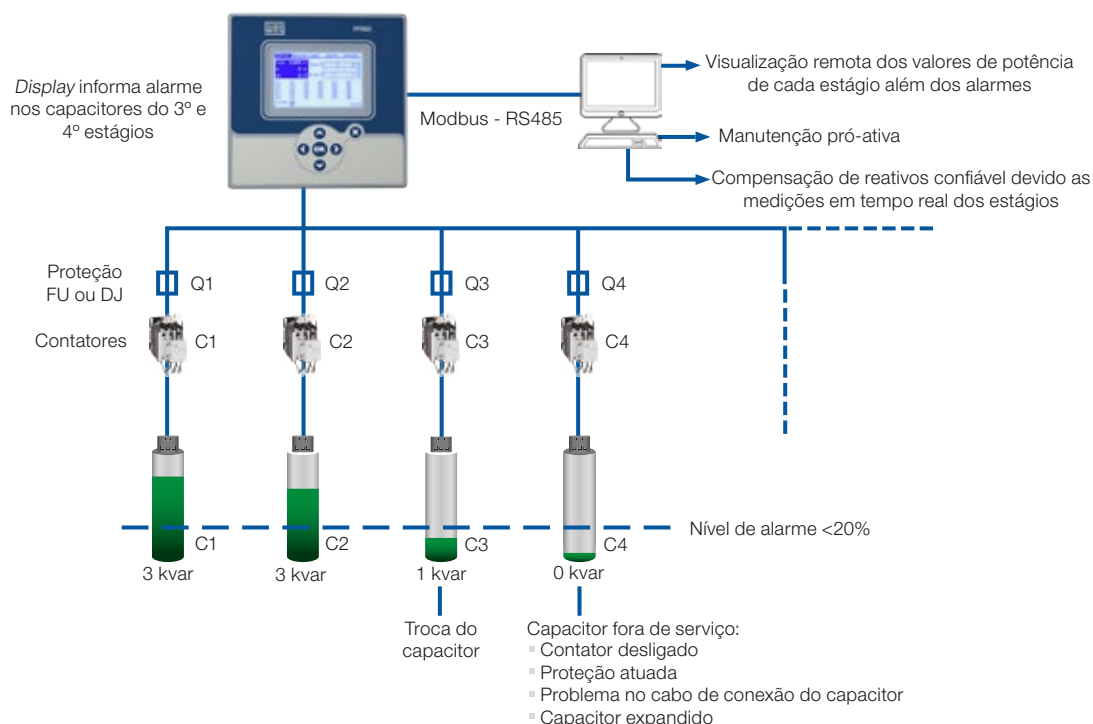 WEG
Display informa alarme
nos capacitores do 3º e
4º estágios
Modbus - RS485
Visualização remota dos valores de potência
de cada estágio além dos alarmes
Manutenção pró-ativa
Compensação de reativos confiável devido as
medições em tempo real dos estágios
Proteção
FU ou DJ
Q1
Q2
Q3
Q4
Contatores
C1
C2
C3
C4
Nível de alarme <20%
C1
C2
C3
C4
3 kvar
3 kvar
1 kvar
0 kvar
Troca do
capacitor
Capacitor fora de serviço:
Contator desligado
Proteção atuada
Problema no cabo de conexão do capacitor
Capacitor expandido